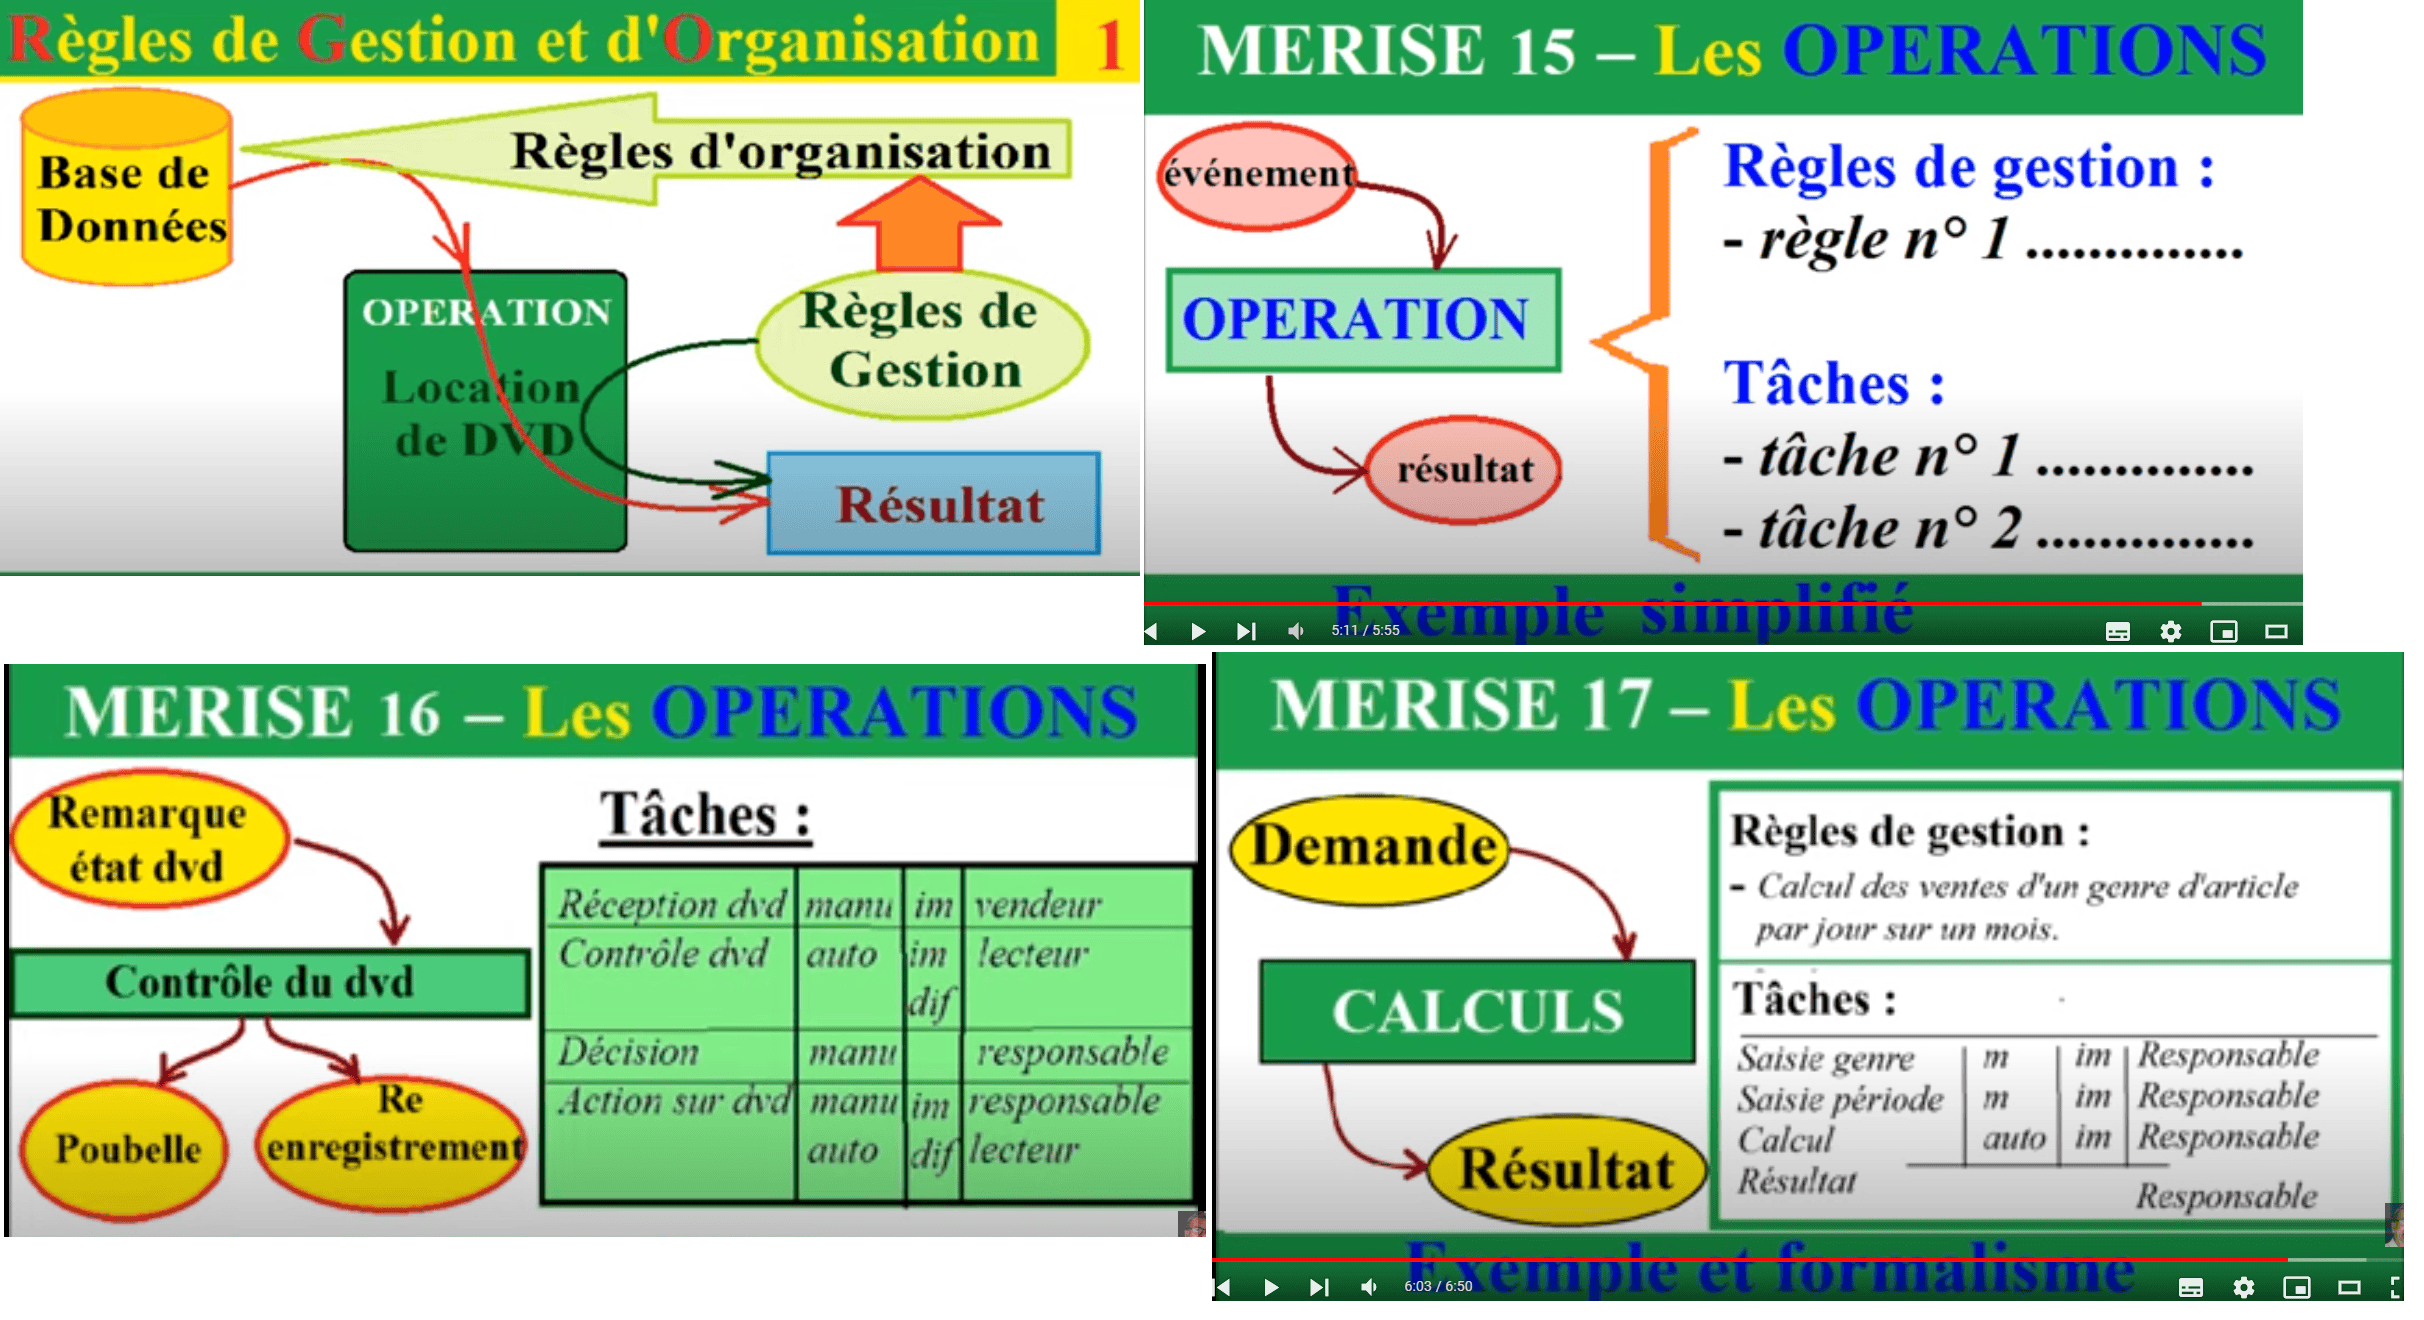 Règles de Gestion et d'Organisation 1
Règles d'organisation
Base de
Données
OPERATION
Location
de DVD
Règles de
Gestion
Résultat
MERISE 15 – Les OPERATIONS
événement
OPERATION
résultat
Règles de gestion :
- règle n° 1 ..............
Tâches :
- tâche n° 1 ..............
- tâche n° 2 ..............
Exemple simplifié
5:11 / 5:55
MERISE 16 – Les OPERATIONS
Remarque
état dvd
Contrôle du dvd
Poubelle
Re
enregistrement
Tâches :
Réception dvd manu im vendeur
Contrôle dvd auto im lecteur
dif
Décision manu responsable
Action sur dvd manu im responsable
auto dif lecteur
MERISE 17 – Les OPERATIONS
Demande
CALCULS
Résultat
Règles de gestion :
- Calcul des ventes d'un genre d'article
par jour sur un mois.
Tâches :
Saisie genre m im Responsable
Saisie période m im Responsable
Calcul auto im Responsable
Résultat
Responsable
Exemple et formalisme
6:03 / 6:50